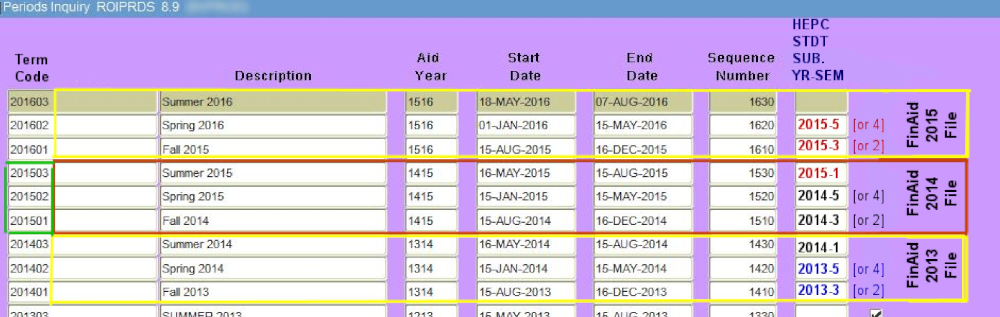 Periods Inquiry ROIPRDS 8.9
HEPC
STDT
SUB.
YR-SEM
Term
Code
Description
Aid
Year
Start
Date
End
Date
Sequence
Number
201603 Summer 2016 1516 18-MAY-2016 07-AUG-2016 1630
201602 Spring 2016 1516 01-JAN-2016 15-MAY-2016 1620 2015-5 [or 4]
201601 Fall 2015 1516 15-AUG-2015 16-DEC-2015 1610 2015-3 [or 2]
FinAid
2015
File
201503 Summer 2015 1415 16-MAY-2015 15-AUG-2015 1530 2015-1
201502 Spring 2015 1415 15-JAN-2015 15-MAY-2015 1520 2014-5 [or 4]
201501 Fall 2014 1415 15-AUG-2014 16-DEC-2014 1510 2014-3 [or 2]
FinAid
2014
File
201403 Summer 2014 1314 16-MAY-2014 15-AUG-2014 1430 2014-1
201402 Spring 2014 1314 15-JAN-2014 15-MAY-2014 1420 2013-5 [or 4]
201401 Fall 2013 1314 15-AUG-2013 16-DEC-2013 1410 2013-3 [or 2]
FinAid
2013
File
201303 SUMMER 2013 1213 15-MAY-2013 15-AUG-2013 1330